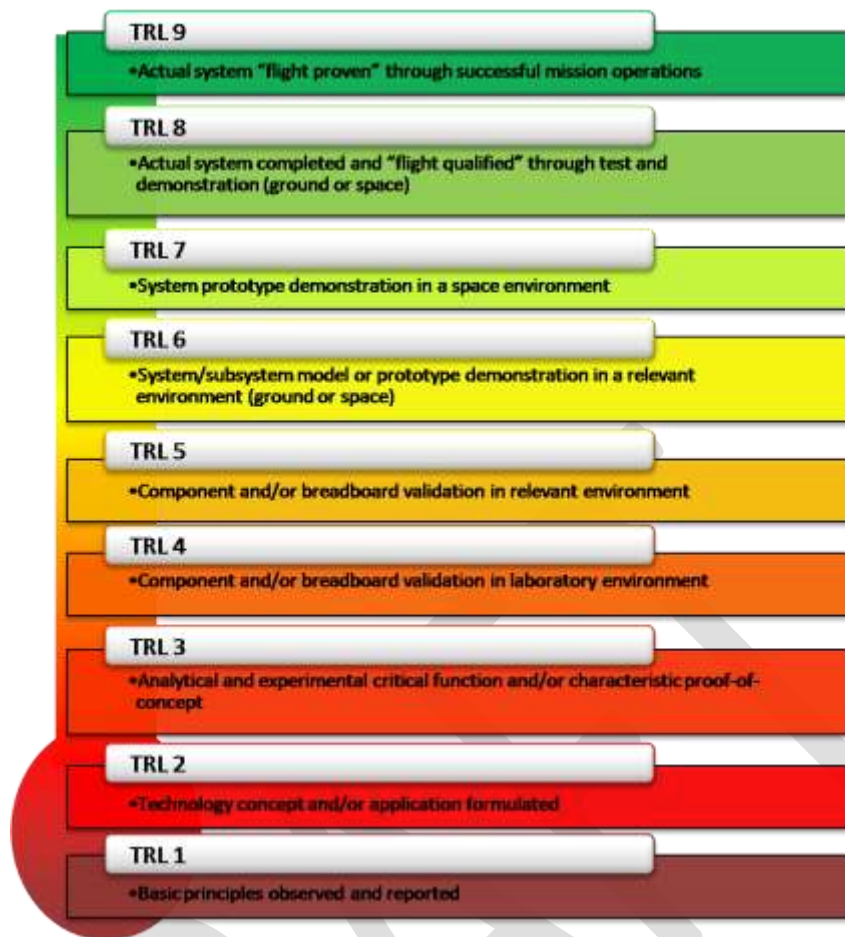 TRL 9
•Actual system “flight proven” through successful mission operations
TRL 8
•Actual system completed and “flight qualified” through test and
demonstration (ground or space)
TRL 7
•System prototype demonstration in a space environment
TRL 6
•System/subsystem model or prototype demonstration in a relevant
environment (ground or space)
TRL 5
•Component and/or breadboard validation in relevant environment
TRL 4
•Component and/or breadboard validation in laboratory environment
TRL 3
•Analytical and experimental critical function and/or characteristic proof-of-
concept
TRL 2
•Technology concept and/or application formulated
TRL 1
•Basic principles observed and reported